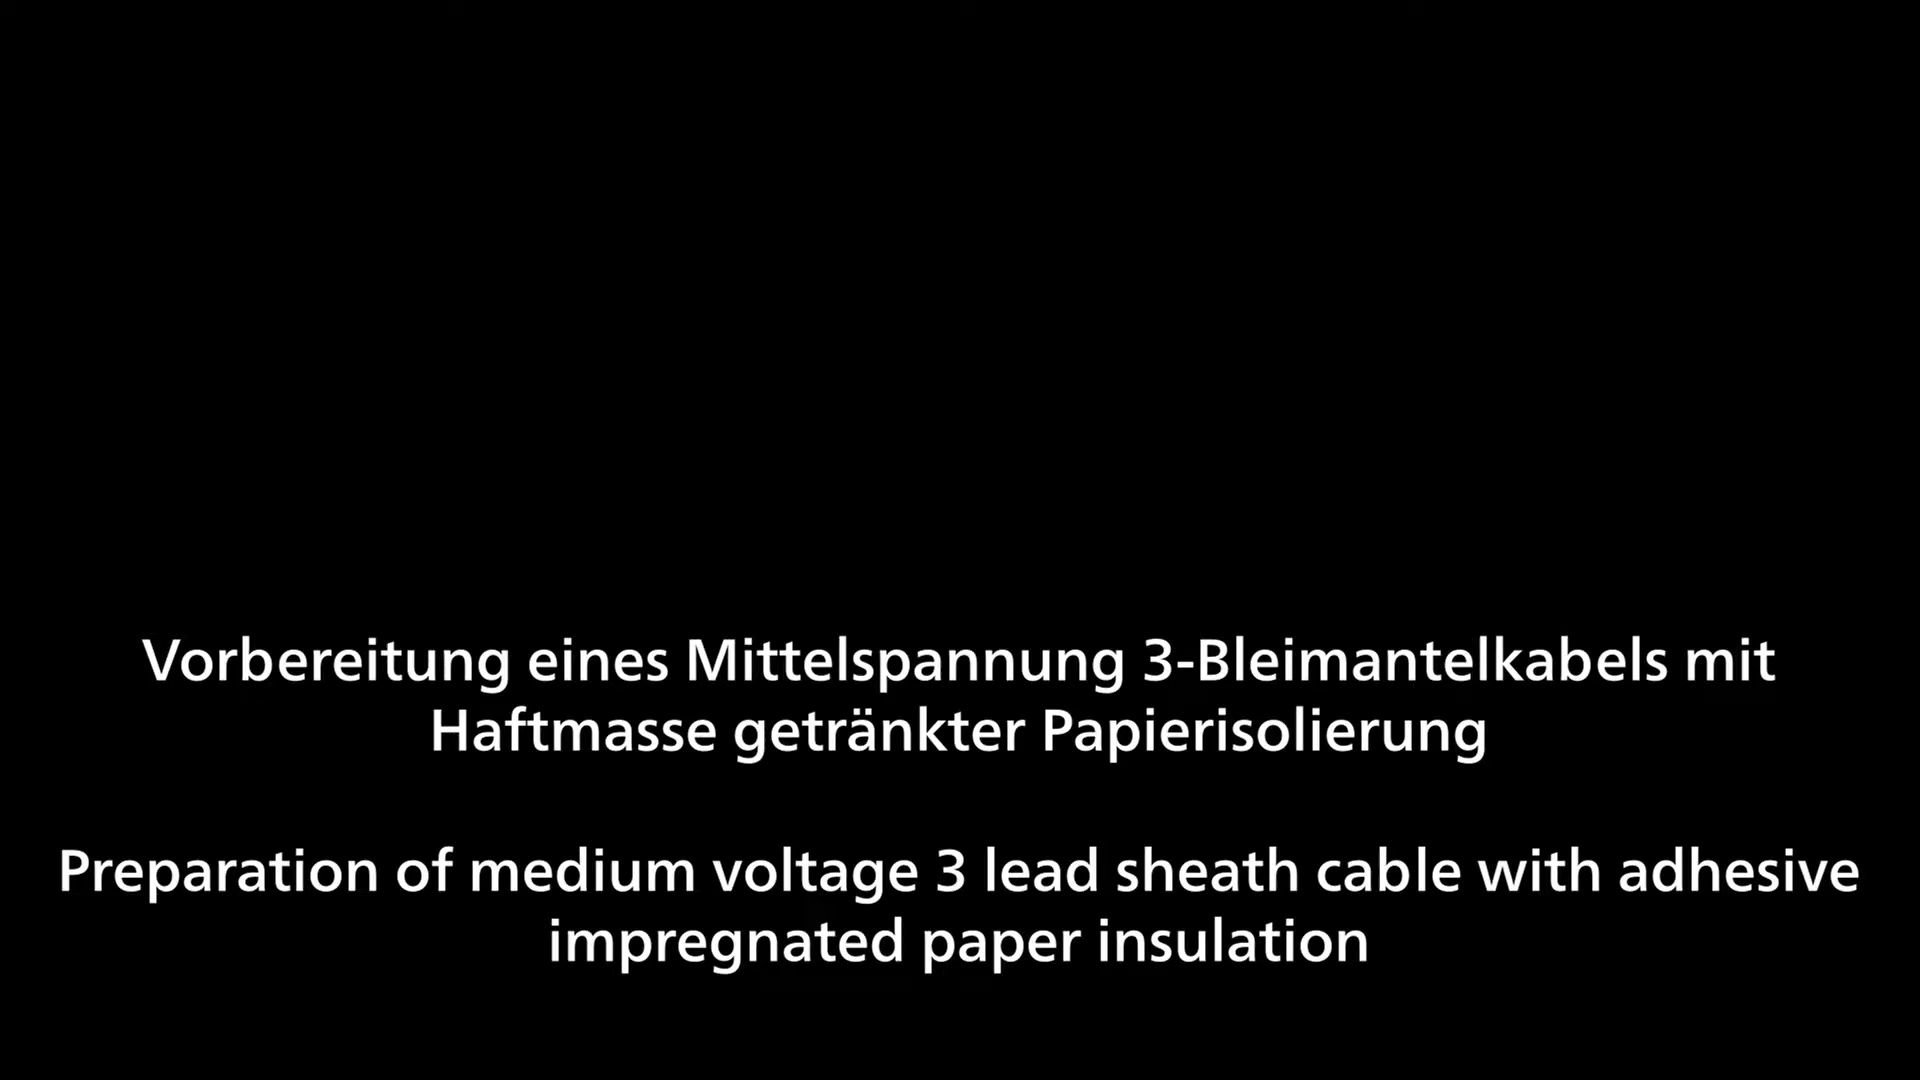 Vorbereitung eines Mittelspannung 3-Bleimantelkabels mit
Haftmasse getränkter Papierisolierung
Preparation of medium voltage 3 lead sheath cable with adhesive
impregnated paper insulation